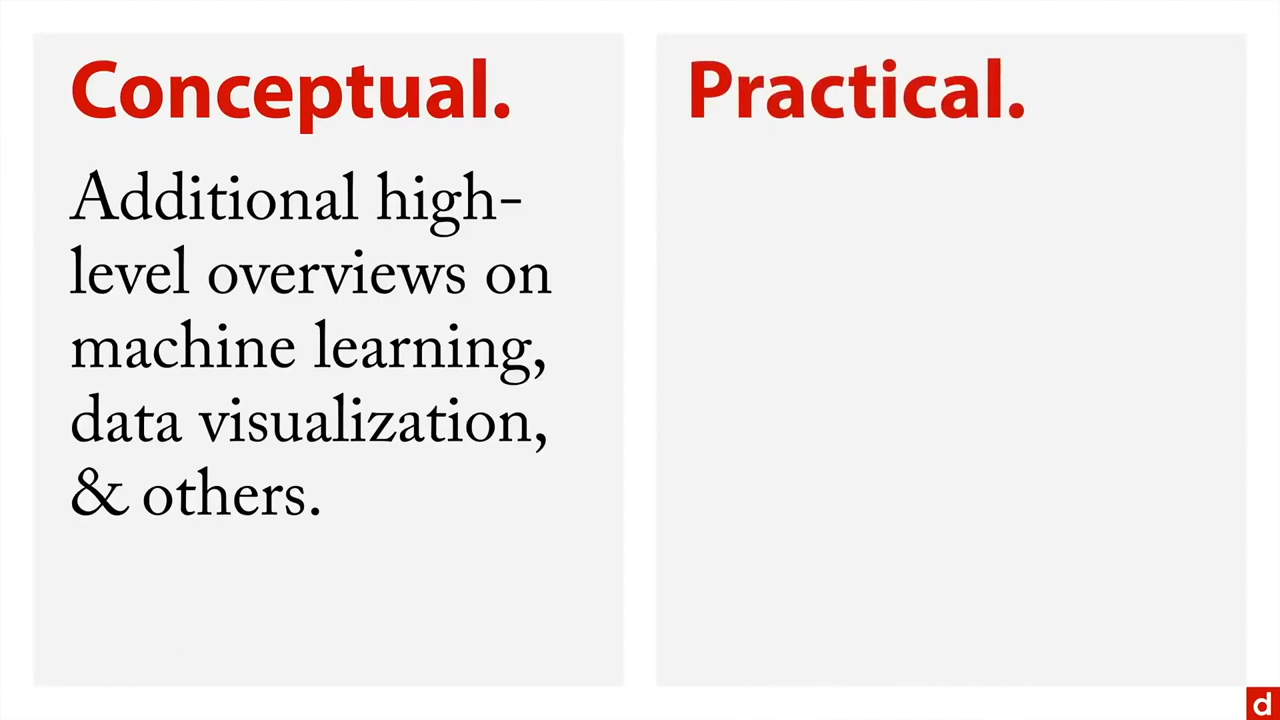 Conceptual.
Additional high-
level overviews on
machine learning,
data visualization,
& others.
Practical.
d